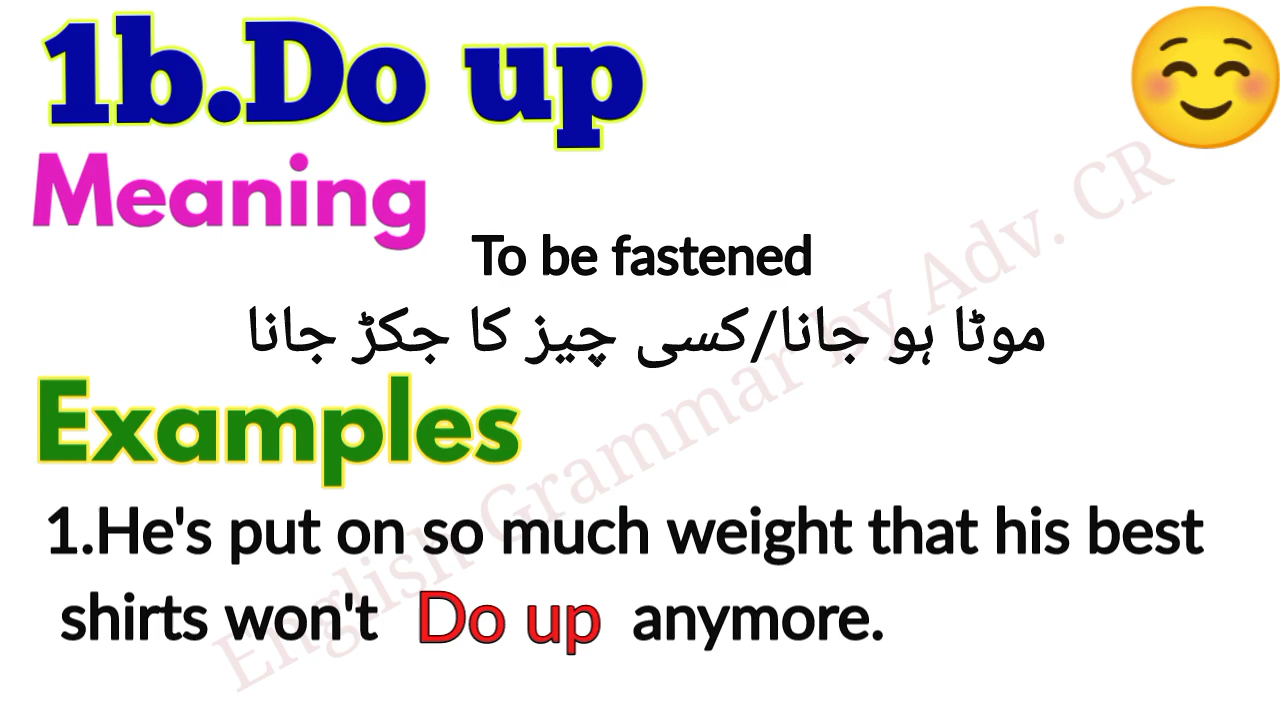 1b.Do up
Meaning
To be fastened
موٹا ہو جانا/کسی چیز کا جکڑ جانا
Examples
1.He's put on so much weight that his best
shirts won't Do up anymore.
English Grammar by Adv. CR